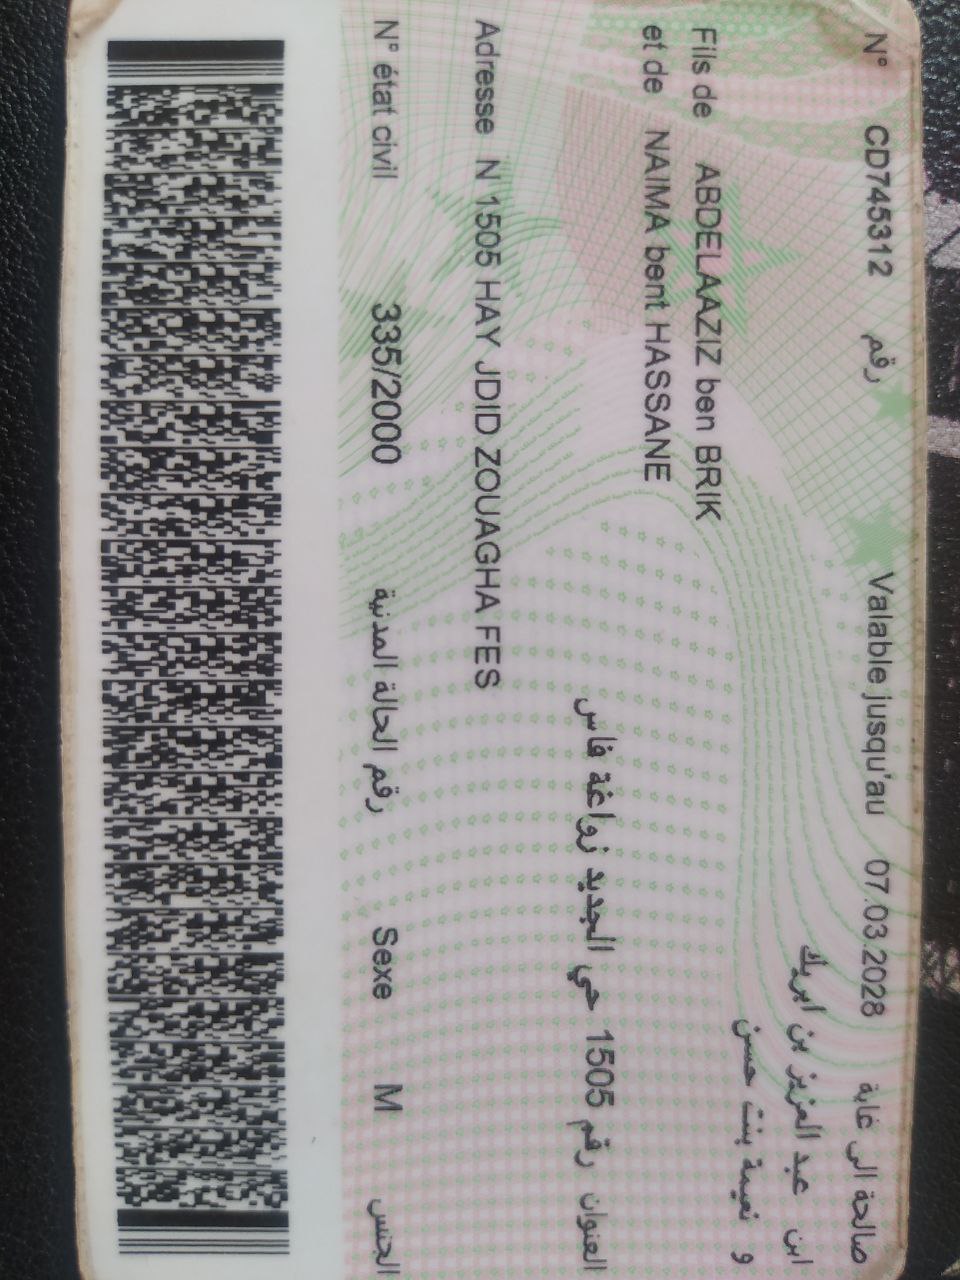 N° CD745312 رقم Valable jusqu'au 07.03.2028 صالحة الى غاية
ابن عبد العزيز بن ابريك
و نعيمة بنت حسن
Fils de ABDELAAZIZ ben BRIK
et de NAIMA bent HASSANE
العنوان رقم 1505 حي الجديد زواغة فاس
Adresse N 1505 HAY JDID ZOUAGHA FES
N° état civil 335/2000 رقم الحالة المدنية Sexe M الجنس